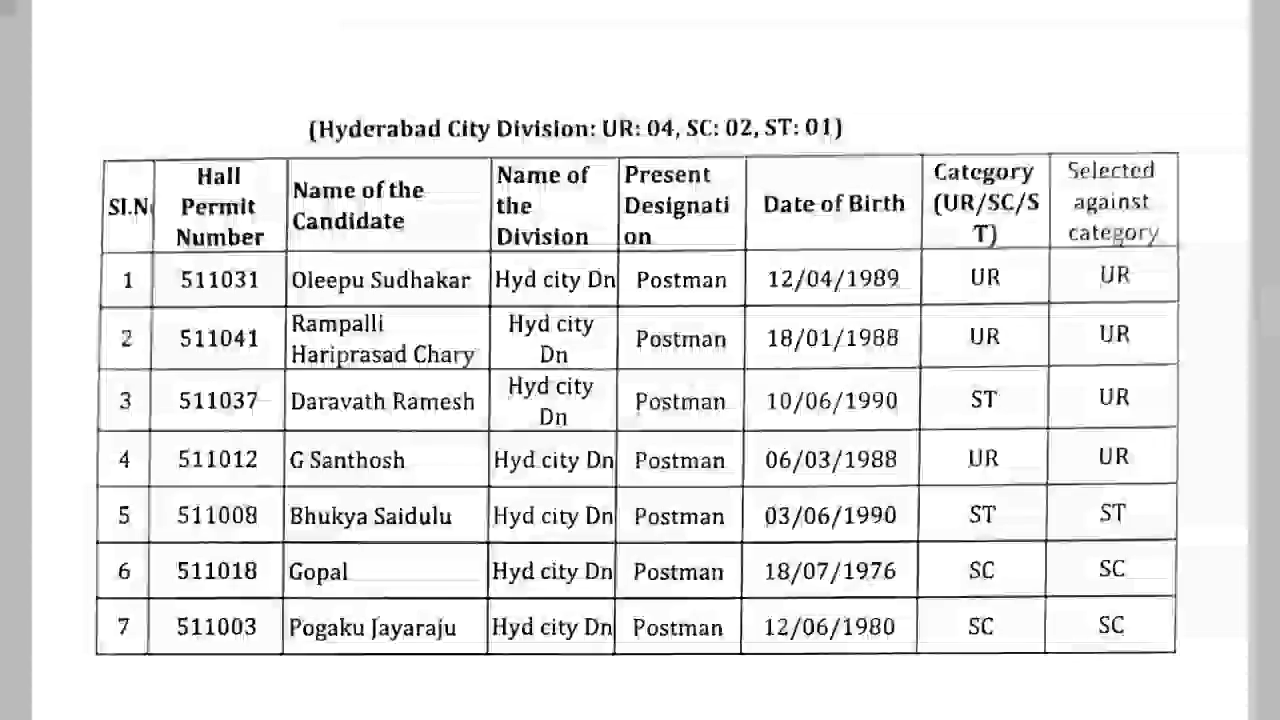 (Hyderabad City Division: UR: 04, SC: 02, ST: 01)
Sl.N Hall Permit Number Name of the Candidate Name of the Division Present Designati on Date of Birth Category (UR/SC/S T) Selected against category
1 511031 Oleepu Sudhakar Hyd city Dn Postman 12/04/1989 UR UR
2 511041 Rampalli Hariprasad Chary Hyd city Dn Postman 18/01/1988 UR UR
3 511037 Daravath Ramesh Hyd city Dn Postman 10/06/1990 ST UR
4 511012 G Santhosh Hyd city Dn Postman 06/03/1988 UR UR
5 511008 Bhukya Saidulu Hyd city Dn Postman 03/06/1990 ST ST
6 511018 Gopal Hyd city Dn Postman 18/07/1976 SC SC
7 511003 Pogaku Jayaraju Hyd city Dn Postman 12/06/1980 SC SC